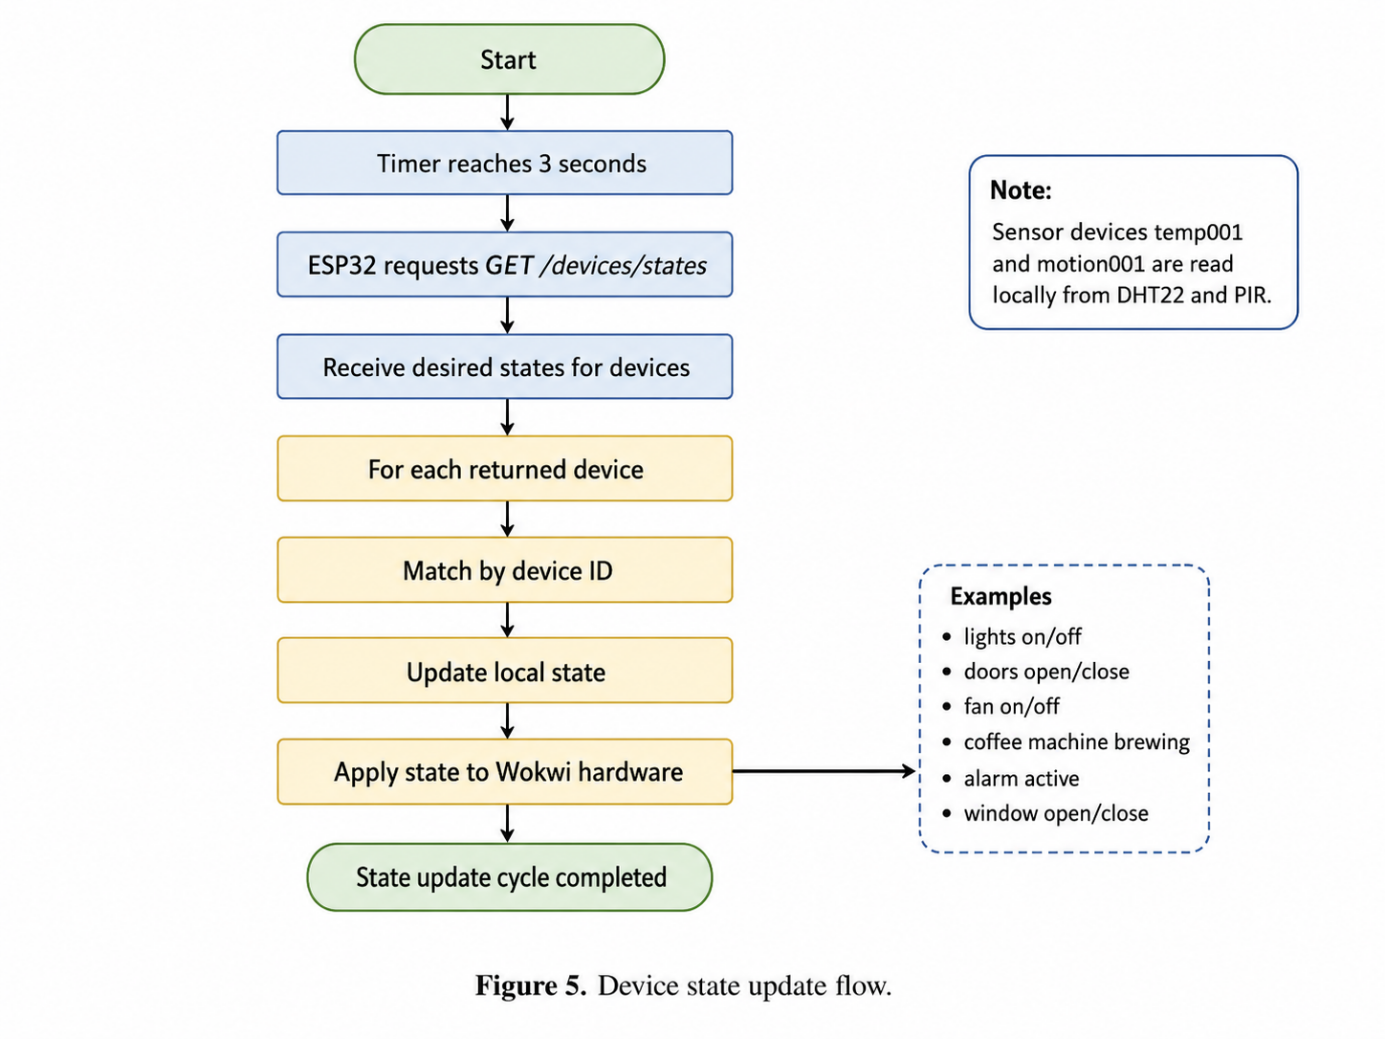 Start
Timer reaches 3 seconds
ESP32 requests GET /devices/states
Receive desired states for devices
For each returned device
Match by device ID
Update local state
Apply state to Wokwi hardware
State update cycle completed
Note:
Sensor devices temp001
and motion001 are read
locally from DHT22 and PIR.
Examples
• lights on/off
• doors open/close
• fan on/off
• coffee machine brewing
• alarm active
• window open/close
Figure 5. Device state update flow.